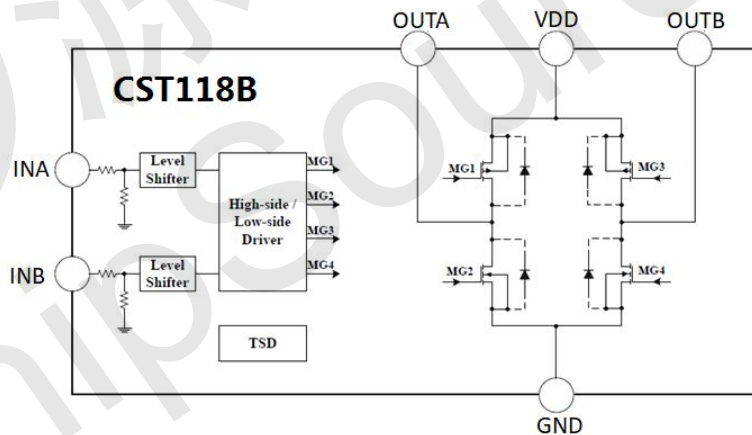 OUTA
VDD
OUTB
CST118B
INA
Level
Shifter
High-side /
Low-side
Driver
MG1
MG2
MG3
MG4
INB
Level
Shifter
TSD
MG1
MG3
MG2
MG4
GND